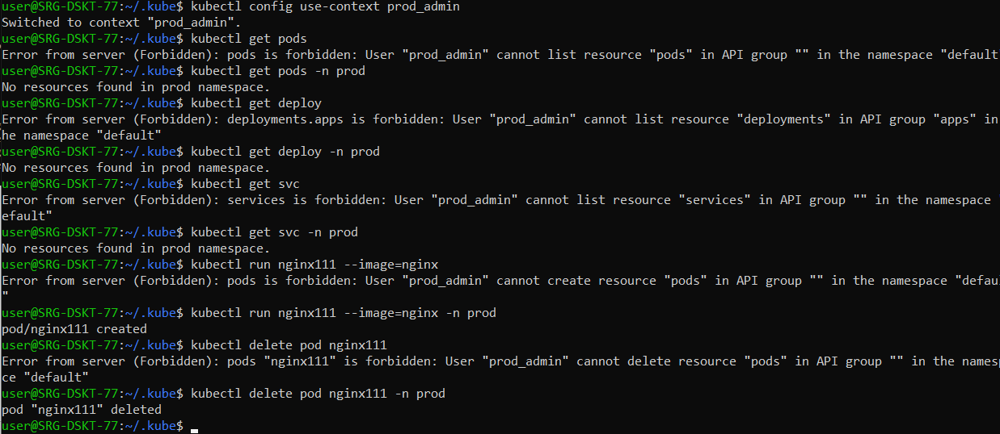 user@SRG-DSKT-77:~/.kube$ kubectl config use-context prod_admin
Switched to context "prod_admin".
user@SRG-DSKT-77:~/.kube$ kubectl get pods
Error from server (Forbidden): pods is forbidden: User "prod_admin" cannot list resource "pods" in API group "" in the namespace "default
user@SRG-DSKT-77:~/.kube$ kubectl get pods -n prod
No resources found in prod namespace.
user@SRG-DSKT-77:~/.kube$ kubectl get deploy
Error from server (Forbidden): deployments.apps is forbidden: User "prod_admin" cannot list resource "deployments" in API group "apps" in
he namespace "default"
user@SRG-DSKT-77:~/.kube$ kubectl get deploy -n prod
No resources found in prod namespace.
user@SRG-DSKT-77:~/.kube$ kubectl get svc
Error from server (Forbidden): services is forbidden: User "prod_admin" cannot list resource "services" in API group "" in the namespace
efault"
user@SRG-DSKT-77:~/.kube$ kubectl get svc -n prod
No resources found in prod namespace.
user@SRG-DSKT-77:~/.kube$ kubectl run nginx111 --image=nginx
Error from server (Forbidden): pods is forbidden: User "prod_admin" cannot create resource "pods" in API group "" in the namespace "defau
"
user@SRG-DSKT-77:~/.kube$ kubectl run nginx111 --image=nginx -n prod
pod/nginx111 created
user@SRG-DSKT-77:~/.kube$ kubectl delete pod nginx111
Error from server (Forbidden): pods "nginx111" is forbidden: User "prod_admin" cannot delete resource "pods" in API group "" in the namesp
ce "default"
user@SRG-DSKT-77:~/.kube$ kubectl delete pod nginx111 -n prod
pod "nginx111" deleted
user@SRG-DSKT-77:~/.kube$